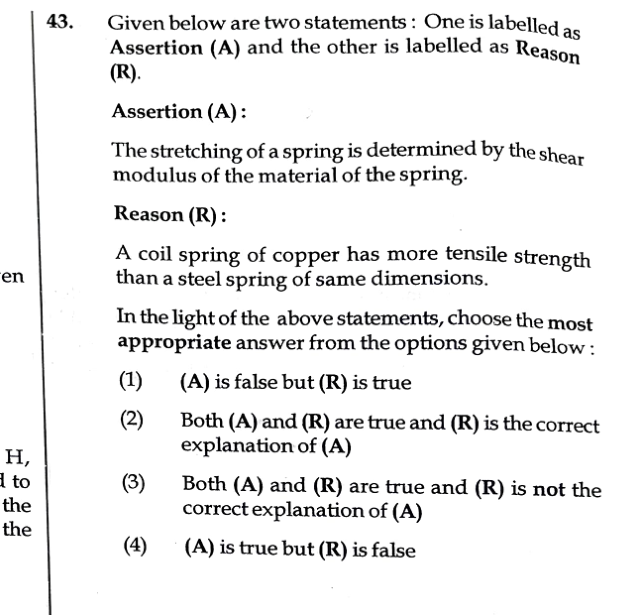 43. Given below are two statements : One is labelled as
Assertion (A) and the other is labelled as Reason
(R).
Assertion (A) :
The stretching of a spring is determined by the shear
modulus of the material of the spring.
Reason (R) :
A coil spring of copper has more tensile strength
than a steel spring of same dimensions.
In the light of the above statements, choose the most
appropriate answer from the options given below :
(1) (A) is false but (R) is true
(2) Both (A) and (R) are true and (R) is the correct
explanation of (A)
(3) Both (A) and (R) are true and (R) is not the
correct explanation of (A)
(4) (A) is true but (R) is false
en
H,
to
the
the